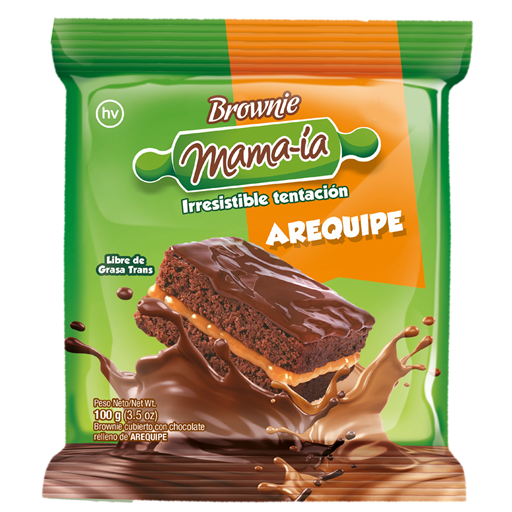 hv
Brownie
mama-ía
Irresistible tentación
AREQUIPE
Libre de
Grasa Trans
Peso Neto/Net Wt.
100 g (3.5 oz)
Brownie cubierto con chocolate
relleno de AREQUIPE